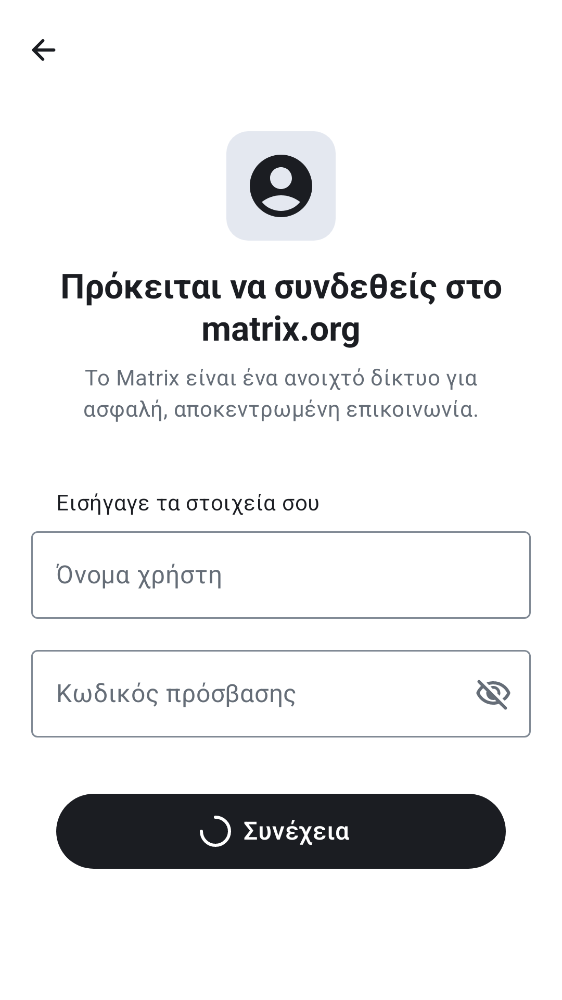 Πρόκειται να συνδεθείς στο
matrix.org
Το Matrix είναι ένα ανοιχτό δίκτυο για
ασφαλή, αποκεντρωμένη επικοινωνία.
Εισήγαγε τα στοιχεία σου
Όνομα χρήστη
Κωδικός πρόσβασης
Συνέχεια